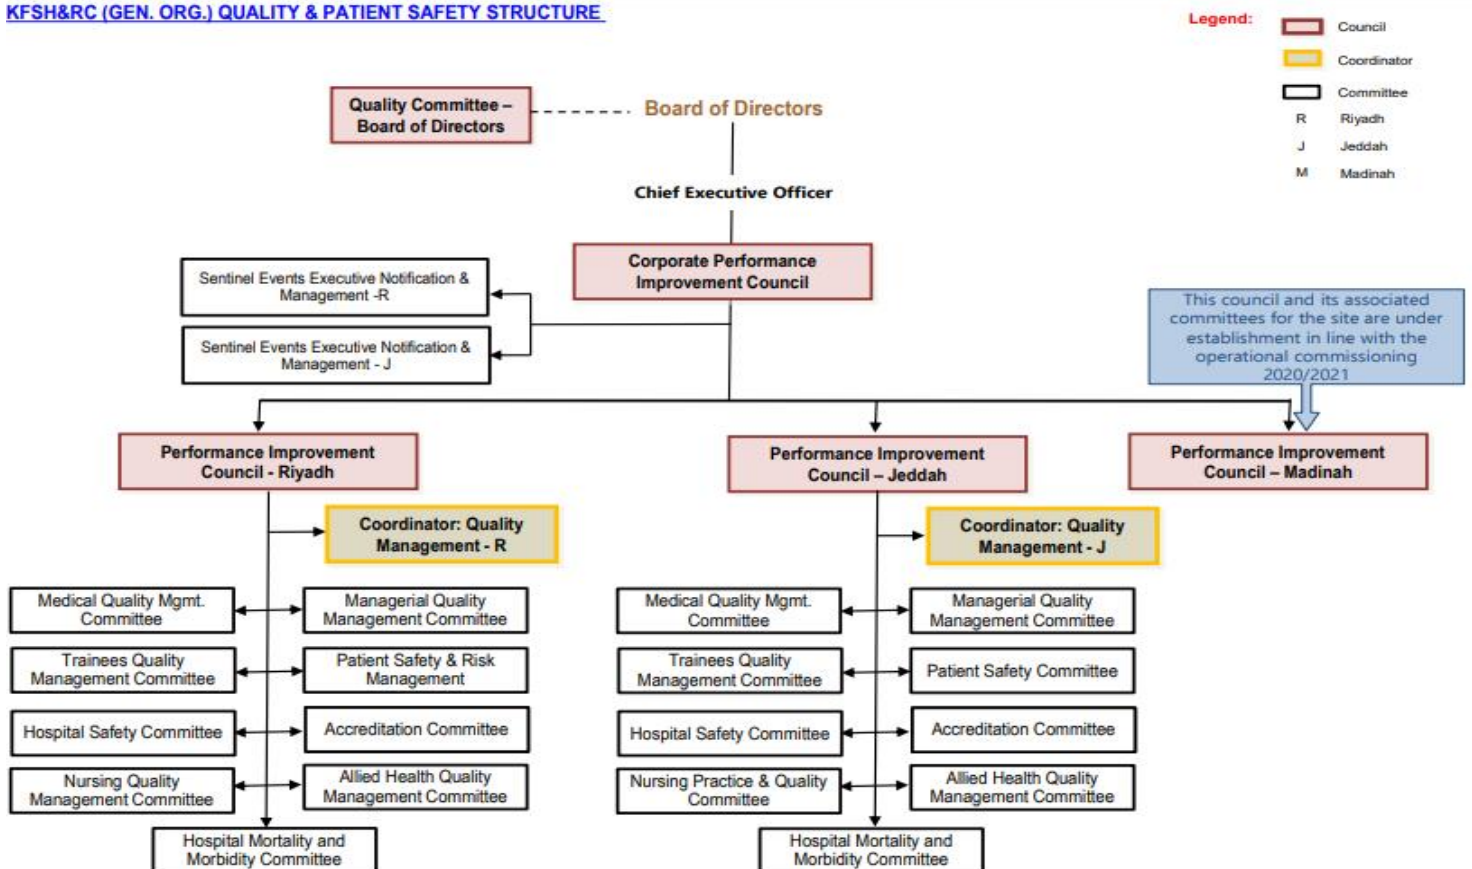 KFSH&RC (GEN. ORG.) QUALITY & PATIENT SAFETY STRUCTURE
Legend:
Council
Coordinator
Committee
R Riyadh
J Jeddah
M Madinah
Quality Committee –
Board of Directors
Board of Directors
Chief Executive Officer
Corporate Performance
Improvement Council
Sentinel Events Executive Notification &
Management -R
Sentinel Events Executive Notification &
Management - J
This council and its associated
committees for the site are under
establishment in line with the
operational commissioning
2020/2021
Performance Improvement
Council - Riyadh
Performance Improvement
Council – Jeddah
Performance Improvement
Council – Madinah
Coordinator: Quality
Management - R
Coordinator: Quality
Management - J
Medical Quality Mgmt.
Committee
Managerial Quality
Management Committee
Trainees Quality
Management Committee
Patient Safety & Risk
Management
Hospital Safety Committee
Accreditation Committee
Nursing Quality
Management Committee
Allied Health Quality
Management Committee
Hospital Mortality and
Morbidity Committee
Medical Quality Mgmt.
Committee
Managerial Quality
Management Committee
Trainees Quality
Management Committee
Patient Safety Committee
Hospital Safety Committee
Accreditation Committee
Nursing Practice & Quality
Committee
Allied Health Quality
Management Committee
Hospital Mortality and
Morbidity Committee